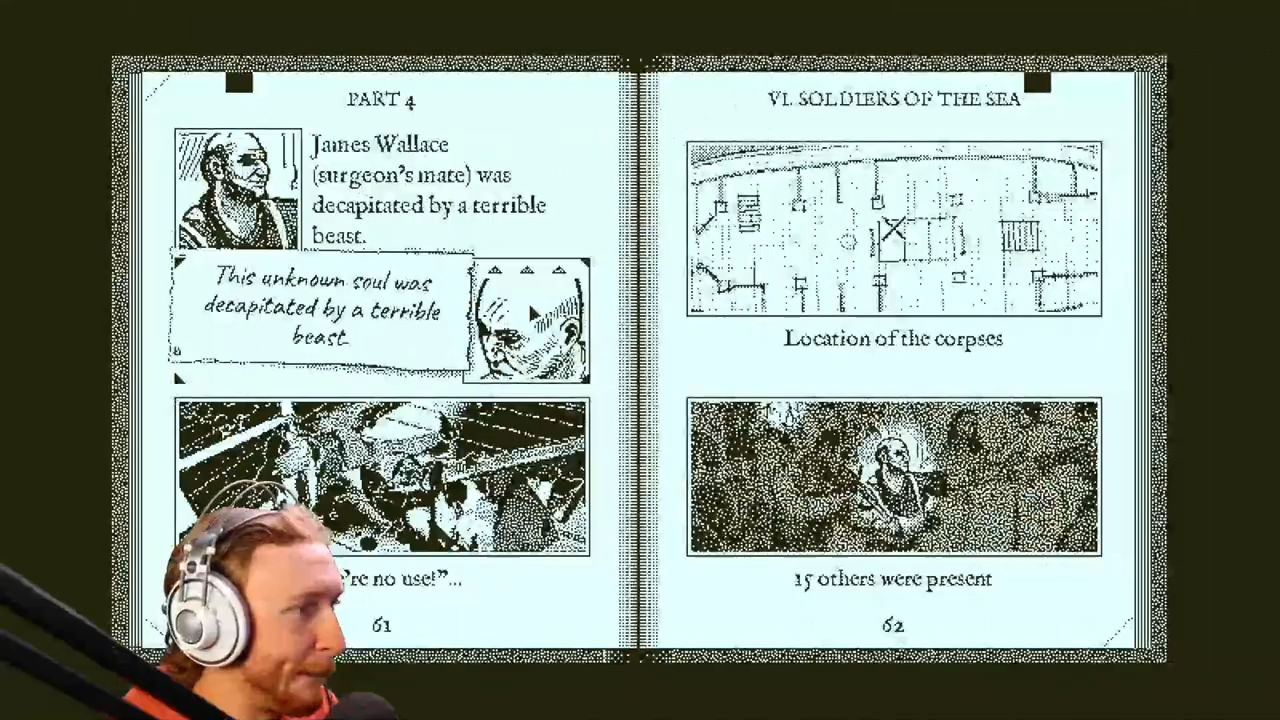 PART 4
James Wallace
(surgeon's mate) was
decapitated by a terrible
beast.
This unknown soul was
decapitated by a terrible
beast.
're no use!"...
61
VI. SOLDIERS OF THE SEA
Location of the corpses
15 others were present
62